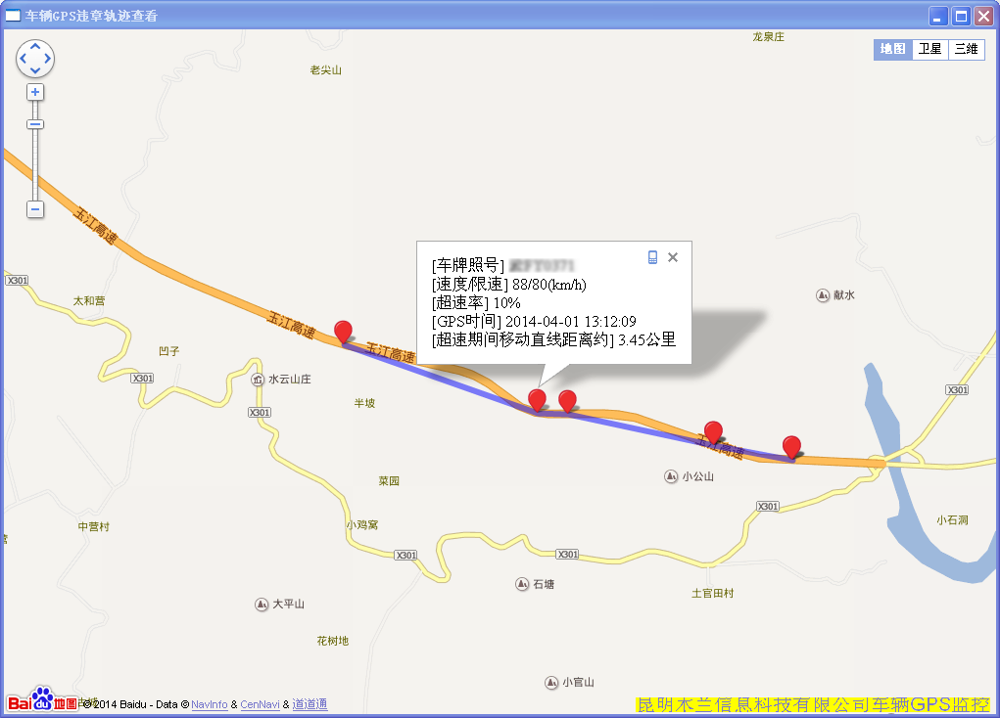 车辆GPS违章轨迹查看
龙泉庄
地图 卫星 三维
老尖山
玉江高速
X301
太和营
[车牌照号]
[速度/限速] 88/80(km/h)
[超速率] 10%
[GPS时间] 2014-04-01 13:12:09
[超速期间移动直线距离约] 3.45公里
献水
玉江高速
玉江高速
凹子
X301
水云山庄
X301
半坡
X301
玉江高速
小公山
菜园
X301
小石洞
中营村
小鸡窝
营
X301
X301
石塘
土官田村
大平山
花树地
小官山
Bai du 地图 古城 © 2014 Baidu - Data © NavInfo & CenNavi & 道道通
昆明木兰信息科技有限公司车辆GPS监控